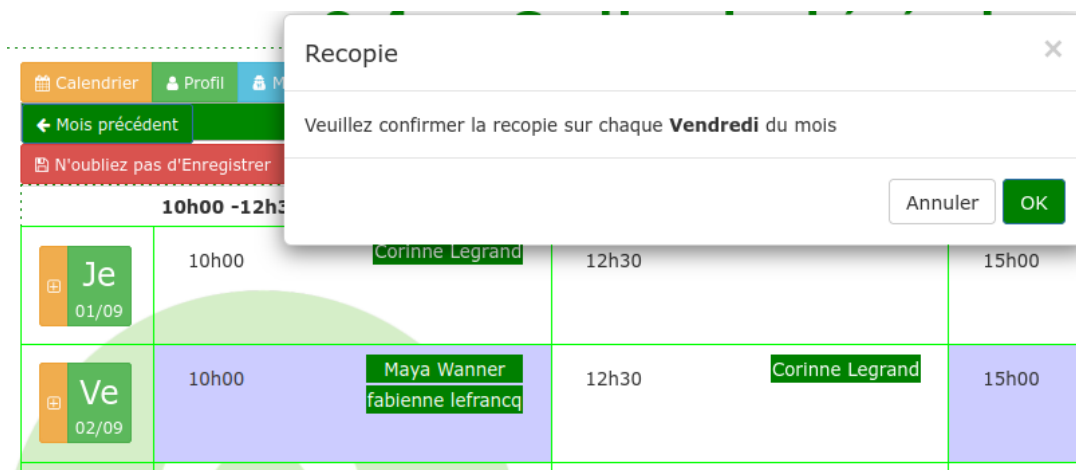 Recopie
×
Calendrier Profil
Mois précédent
Veuillez confirmer la recopie sur chaque Vendredi du mois
N'oubliez pas d'Enregistrer
Annuler OK
10h00 -12h3
Je
01/09
10h00 Corinne Legrand 12h30 15h00
Ve
02/09
10h00 Maya Wanner 12h30 Corinne Legrand 15h00
fabienne lefrancq